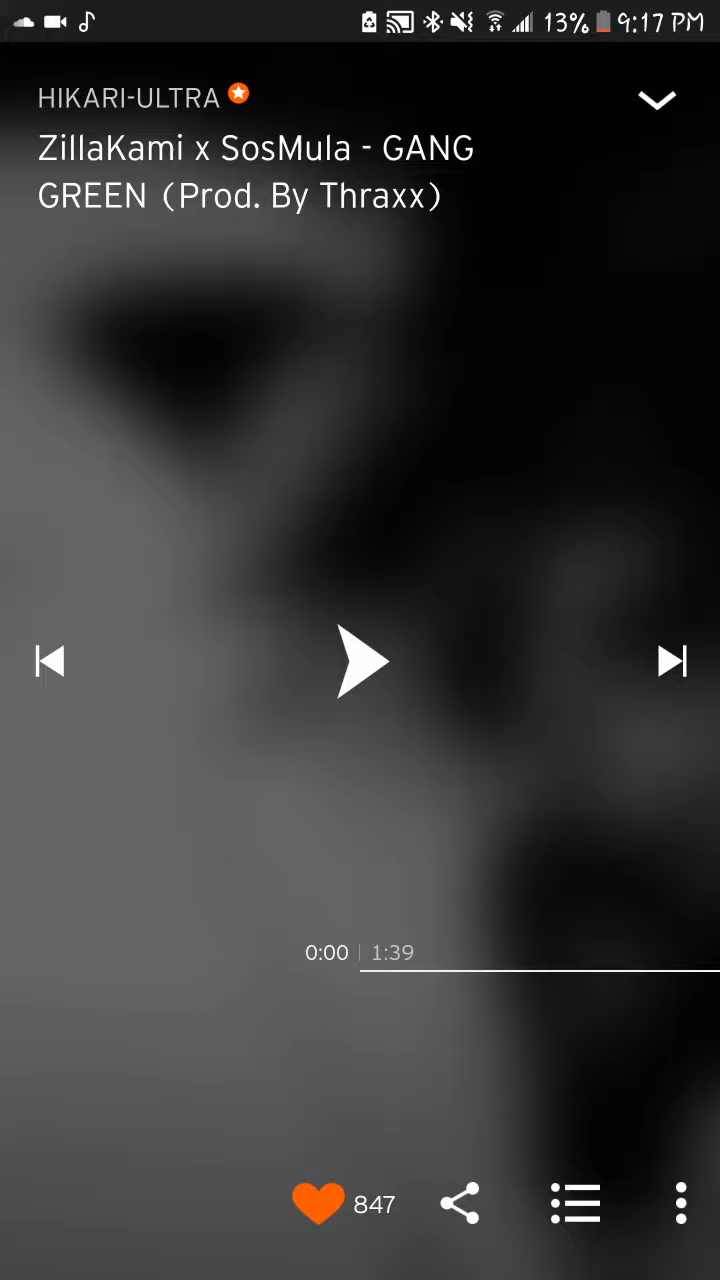 13% 9:17 PM
HIKARI-ULTRA
ZillaKami x SosMula - GANG
GREEN (Prod. By Thraxx)
0:00 | 1:39
847